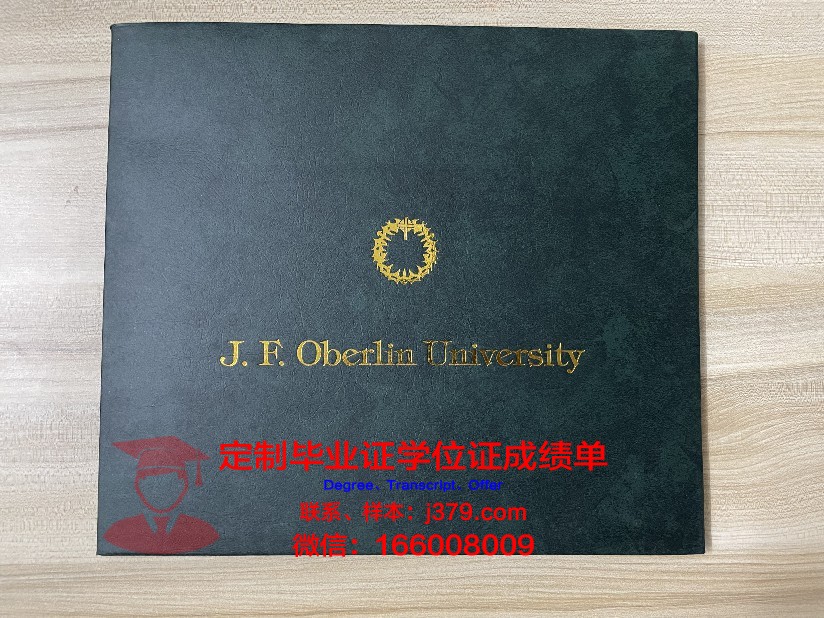 J. F. Oberlin University
定制毕业证学位证成绩单
Degree、Transcript、Offer
联系、样本：j379.com
微信：166008009